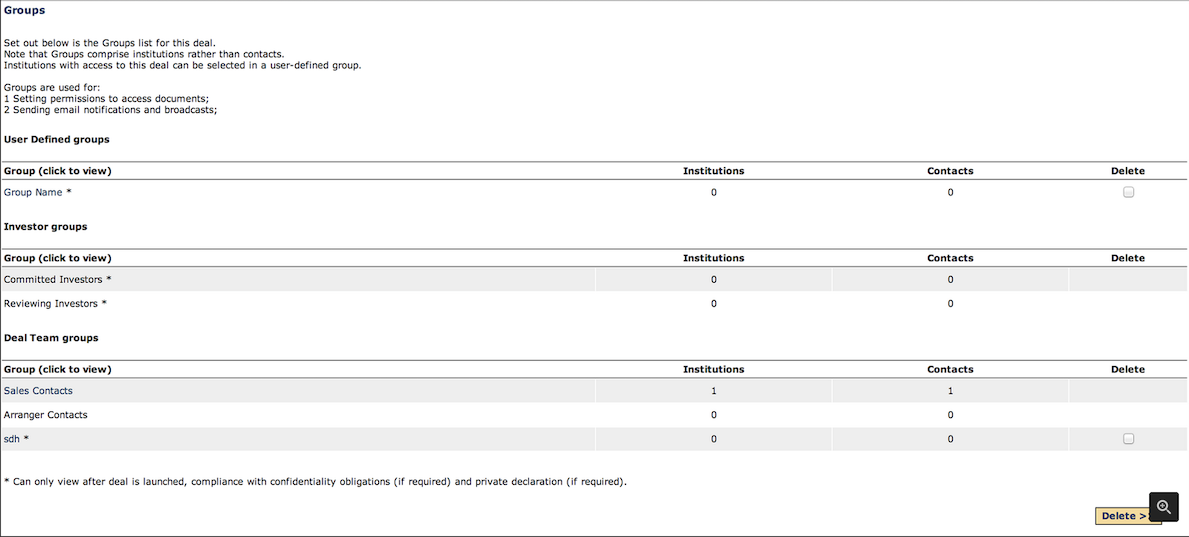 Groups
Set out below is the Groups list for this deal.
Note that Groups comprise institutions rather than contacts.
Institutions with access to this deal can be selected in a user-defined group.
Groups are used for:
1 Setting permissions to access documents;
2 Sending email notifications and broadcasts;
User Defined groups
Group (click to view) Institutions Contacts Delete
Group Name * 0 0
Investor groups
Group (click to view) Institutions Contacts Delete
Committed Investors * 0 0
Reviewing Investors * 0 0
Deal Team groups
Group (click to view) Institutions Contacts Delete
Sales Contacts 1 1
Arranger Contacts 0 0
sdh * 0 0
* Can only view after deal is launched, compliance with confidentiality obligations (if required) and private declaration (if required).
Delete >